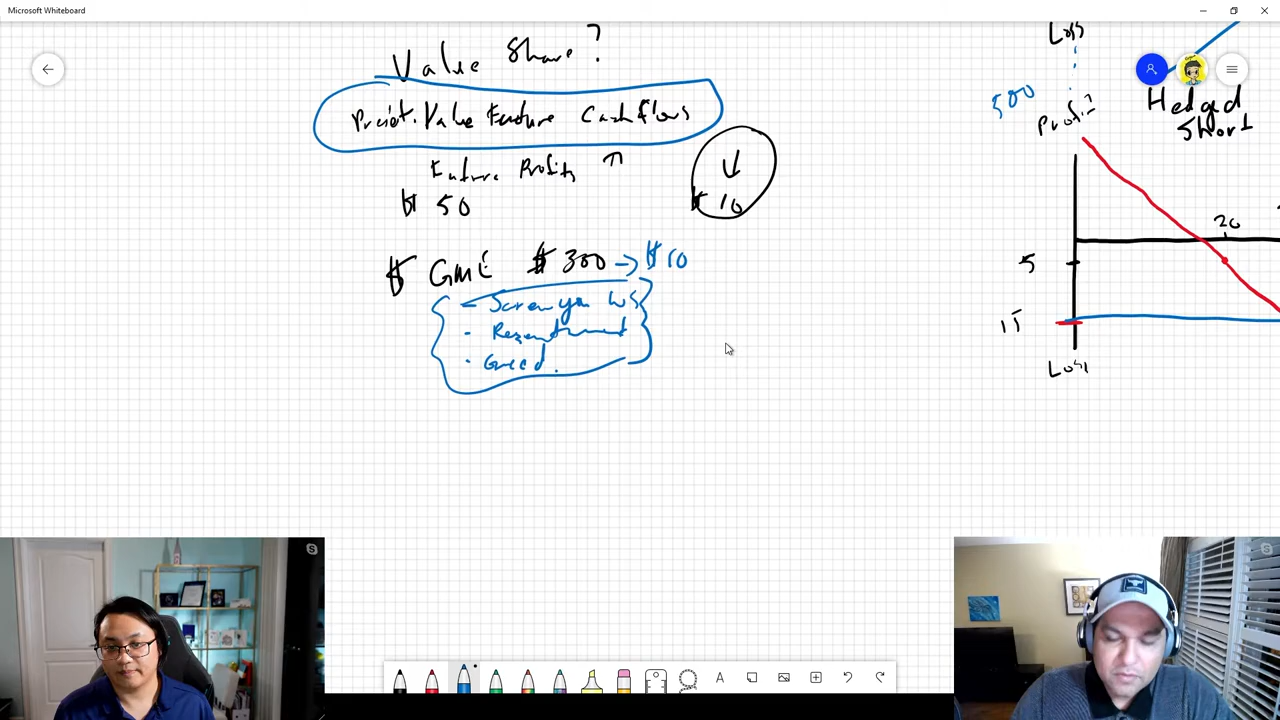 Microsoft Whiteboard
Value Share?
Presist. Value Future Cashflows
Future Profits ↑
$ 50
↓
$ 10
$ GME $ 300 → $ 10
- Screw you WS
- Resentment
- Greed.
Loss
500
Profit
Hedged
Short
20
5
15
Loss
A